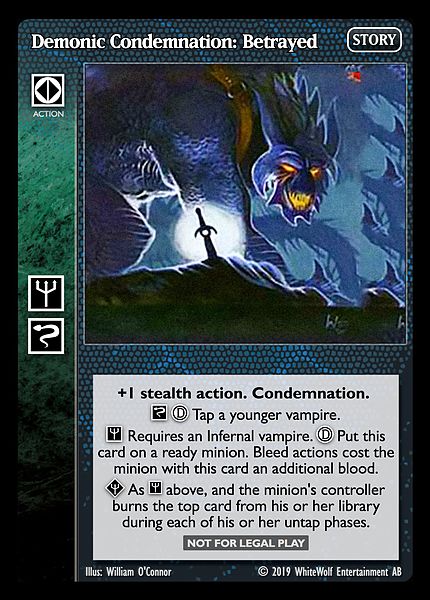 Demonic Condemnation: Betrayed
STORY
ACTION
+1 stealth action. Condemnation.
D Tap a younger vampire.
Requires an Infernal vampire. D Put this
card on a ready minion. Bleed actions cost the
minion with this card an additional blood.
As above, and the minion's controller
burns the top card from his or her library
during each of his or her untap phases.
NOT FOR LEGAL PLAY
Illus: William O'Connor
© 2019 WhiteWolf Entertainment AB